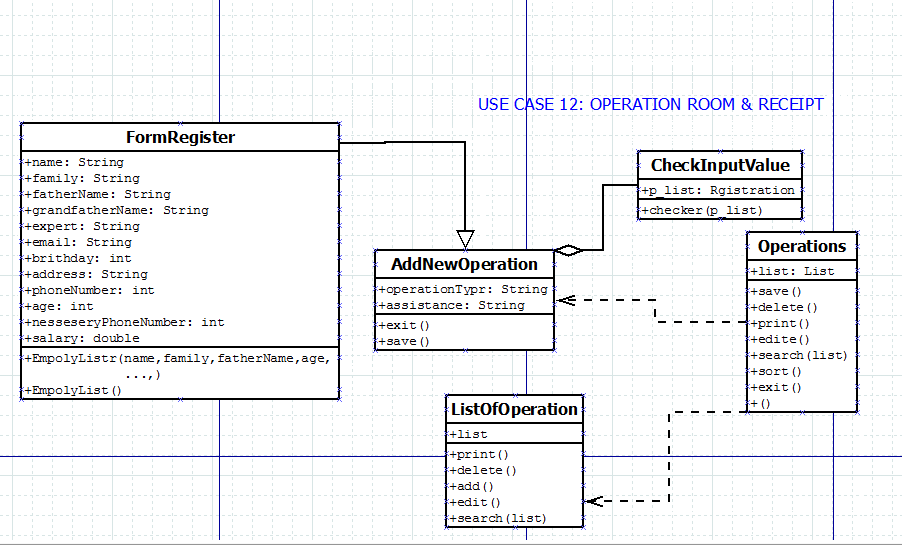 USE CASE 12: OPERATION ROOM & RECEIPT
FormRegister
+name: String
+family: String
+fatherName: String
+grandfatherName: String
+expert: String
+email: String
+brithday: int
+address: String
+phoneNumber: int
+age: int
+nesseseryPhoneNumber: int
+salary: double
+EmpolyListr(name,family,fatherName,age,
...,)
+EmpolyList()
AddNewOperation
+operationTypr: String
+assistance: String
+exit()
+save()
CheckInputValue
+p_list: Rgistration
+checker(p_list)
Operations
+list: List
+save()
+delete()
+print()
+edite()
+search(list)
+sort()
+exit()
+()
ListOfOperation
+list
+print()
+delete()
+add()
+edit()
+search(list)